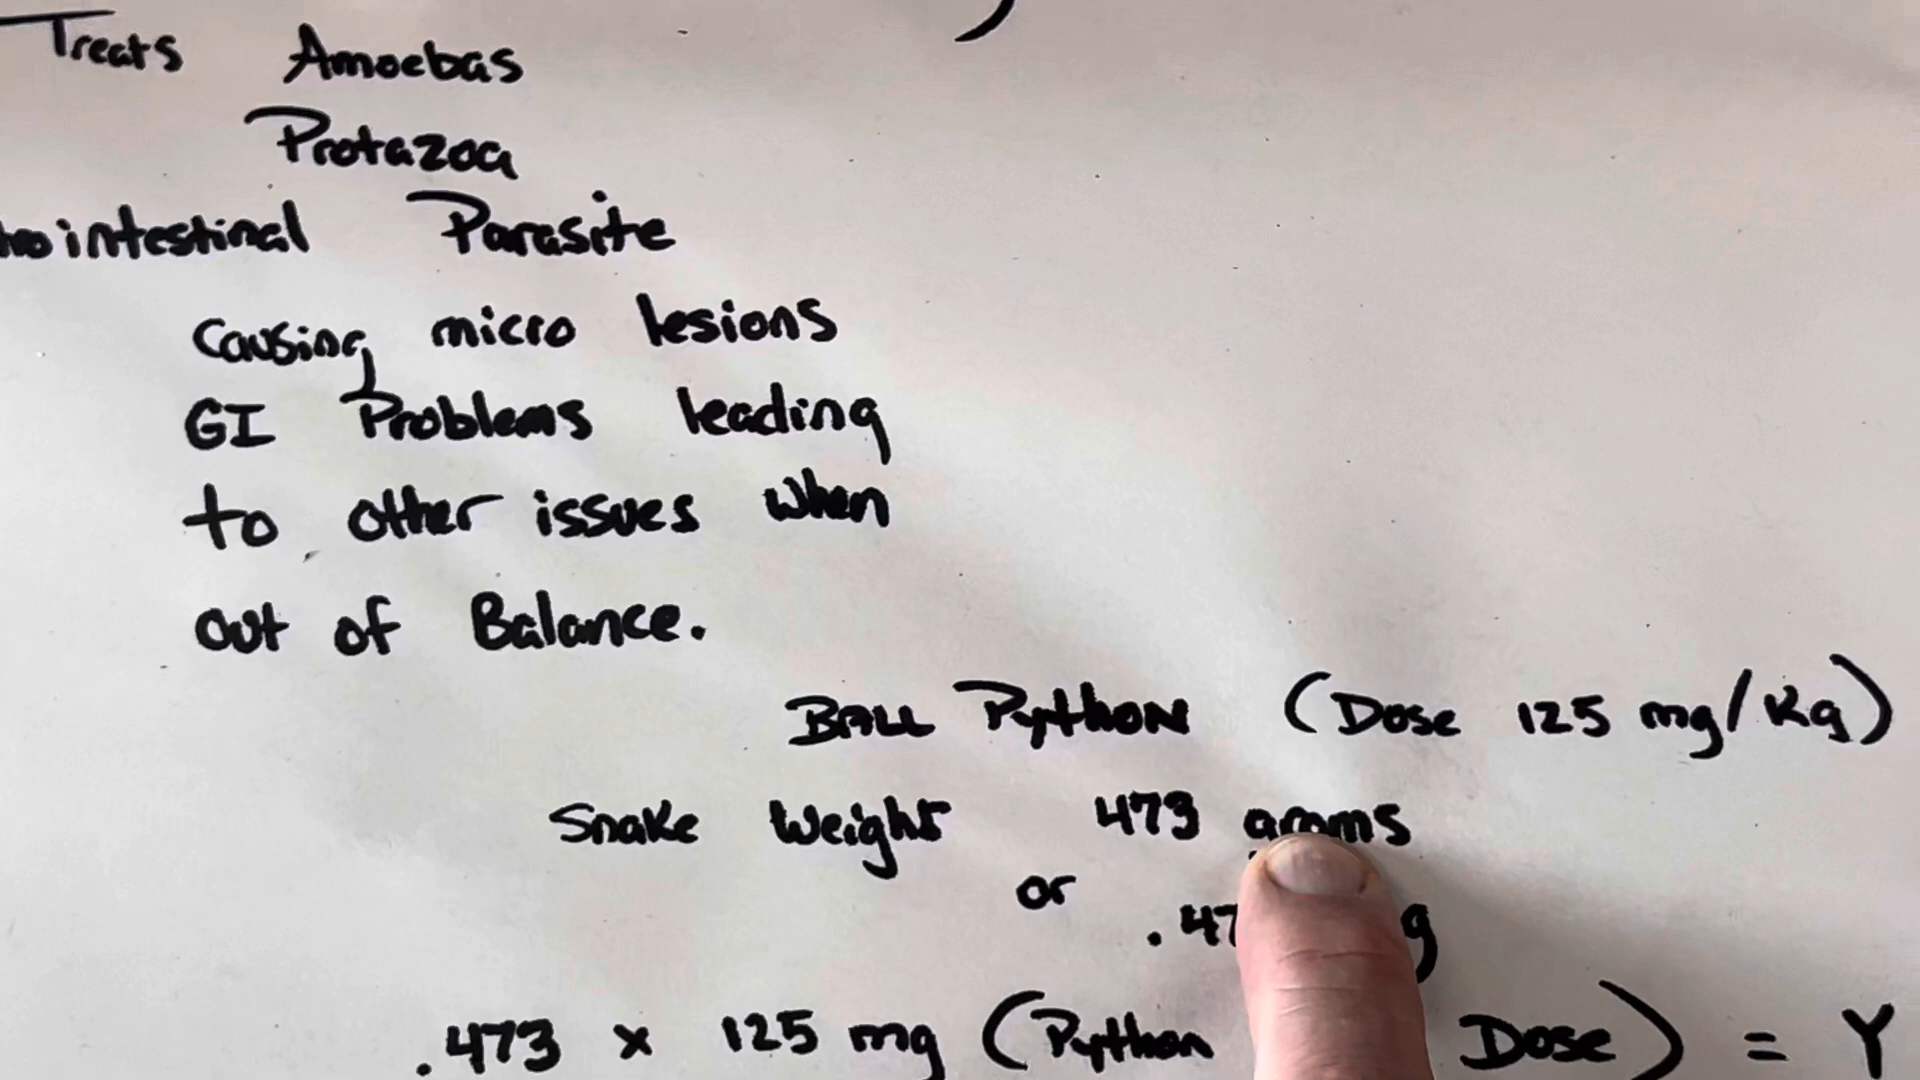 Treats Amoebas
Protazoa
intestinal Parasite
causing micro lesions
GI Problems leading
to other issues when
out of Balance.
BALL Python (Dose 125 mg/Kg)
Snake Weight 473 grams
or
.473 x 125 mg (Python Dose) = Y